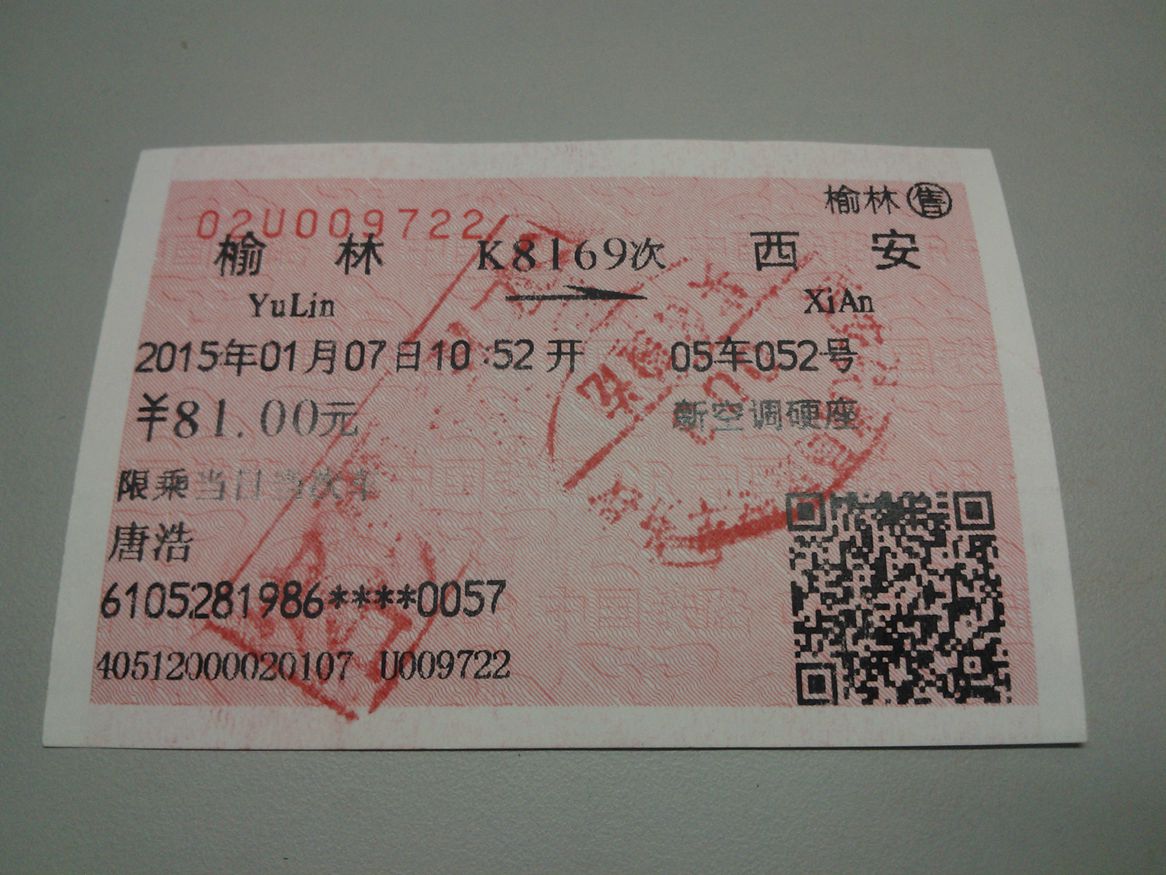 榆林 售
02U009722
榆 林 K8169次 西 安
YuLin XiAn
2015年01月07日10:52开 05车052号
￥81.00元 新空调硬座
限乘当日当次车
唐浩
6105281986****0057
40512000020107 U009722